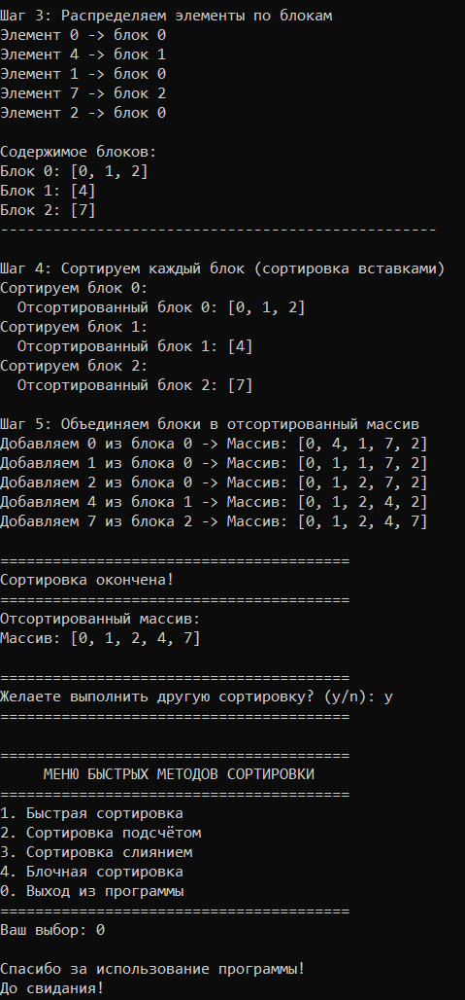 Шаг 3: Распределяем элементы по блокам
Элемент 0 -> блок 0
Элемент 4 -> блок 1
Элемент 1 -> блок 0
Элемент 7 -> блок 2
Элемент 2 -> блок 0
Содержимое блоков:
Блок 0: [0, 1, 2]
Блок 1: [4]
Блок 2: [7]
--------------------------------------------------
Шаг 4: Сортируем каждый блок (сортировка вставками)
Сортируем блок 0:
  Отсортированный блок 0: [0, 1, 2]
Сортируем блок 1:
  Отсортированный блок 1: [4]
Сортируем блок 2:
  Отсортированный блок 2: [7]
Шаг 5: Объединяем блоки в отсортированный массив
Добавляем 0 из блока 0 -> Массив: [0, 4, 1, 7, 2]
Добавляем 1 из блока 0 -> Массив: [0, 1, 1, 7, 2]
Добавляем 2 из блока 0 -> Массив: [0, 1, 2, 7, 2]
Добавляем 4 из блока 1 -> Массив: [0, 1, 2, 4, 2]
Добавляем 7 из блока 2 -> Массив: [0, 1, 2, 4, 7]
========================================
Сортировка окончена!
========================================
Отсортированный массив:
Массив: [0, 1, 2, 4, 7]
========================================
Желаете выполнить другую сортировку? (y/n): y
========================================
========================================
     МЕНЮ БЫСТРЫХ МЕТОДОВ СОРТИРОВКИ
========================================
1. Быстрая сортировка
2. Сортировка подсчётом
3. Сортировка слиянием
4. Блочная сортировка
0. Выход из программы
========================================
Ваш выбор: 0
Спасибо за использование программы!
До свидания!